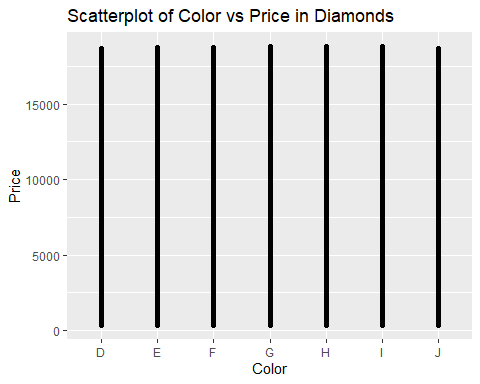 Scatterplot of Color vs Price in Diamonds
15000
10000
5000
0
Price
D E F G H I J
Color